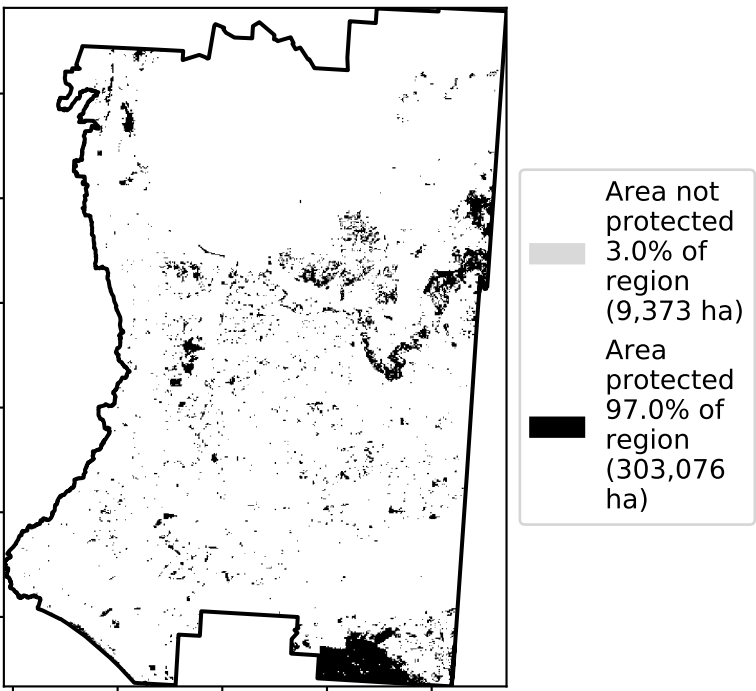 Area not
protected
3.0% of
region
(9,373 ha)
Area
protected
97.0% of
region
(303,076
ha)